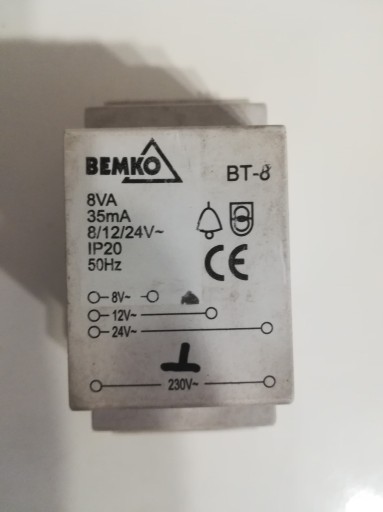 BEMKO
BT-8
8VA
35mA
8/12/24V~
IP20
50Hz
CE
8V~
12V~
24V~
230V~